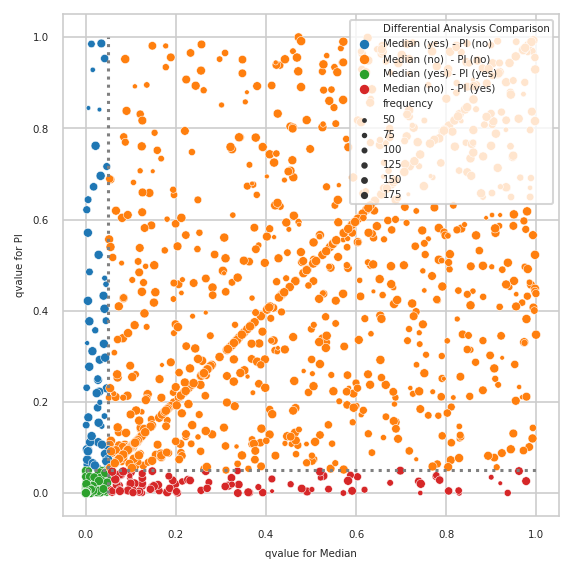 Differential Analysis Comparison
Median (yes) - PI (no)
Median (no)  - PI (no)
Median (yes) - PI (yes)
Median (no)  - PI (yes)
frequency
50
75
100
125
150
175
1.0
0.8
0.6
0.4
0.2
0.0
qvalue for PI
0.0 0.2 0.4 0.6 0.8 1.0
qvalue for Median